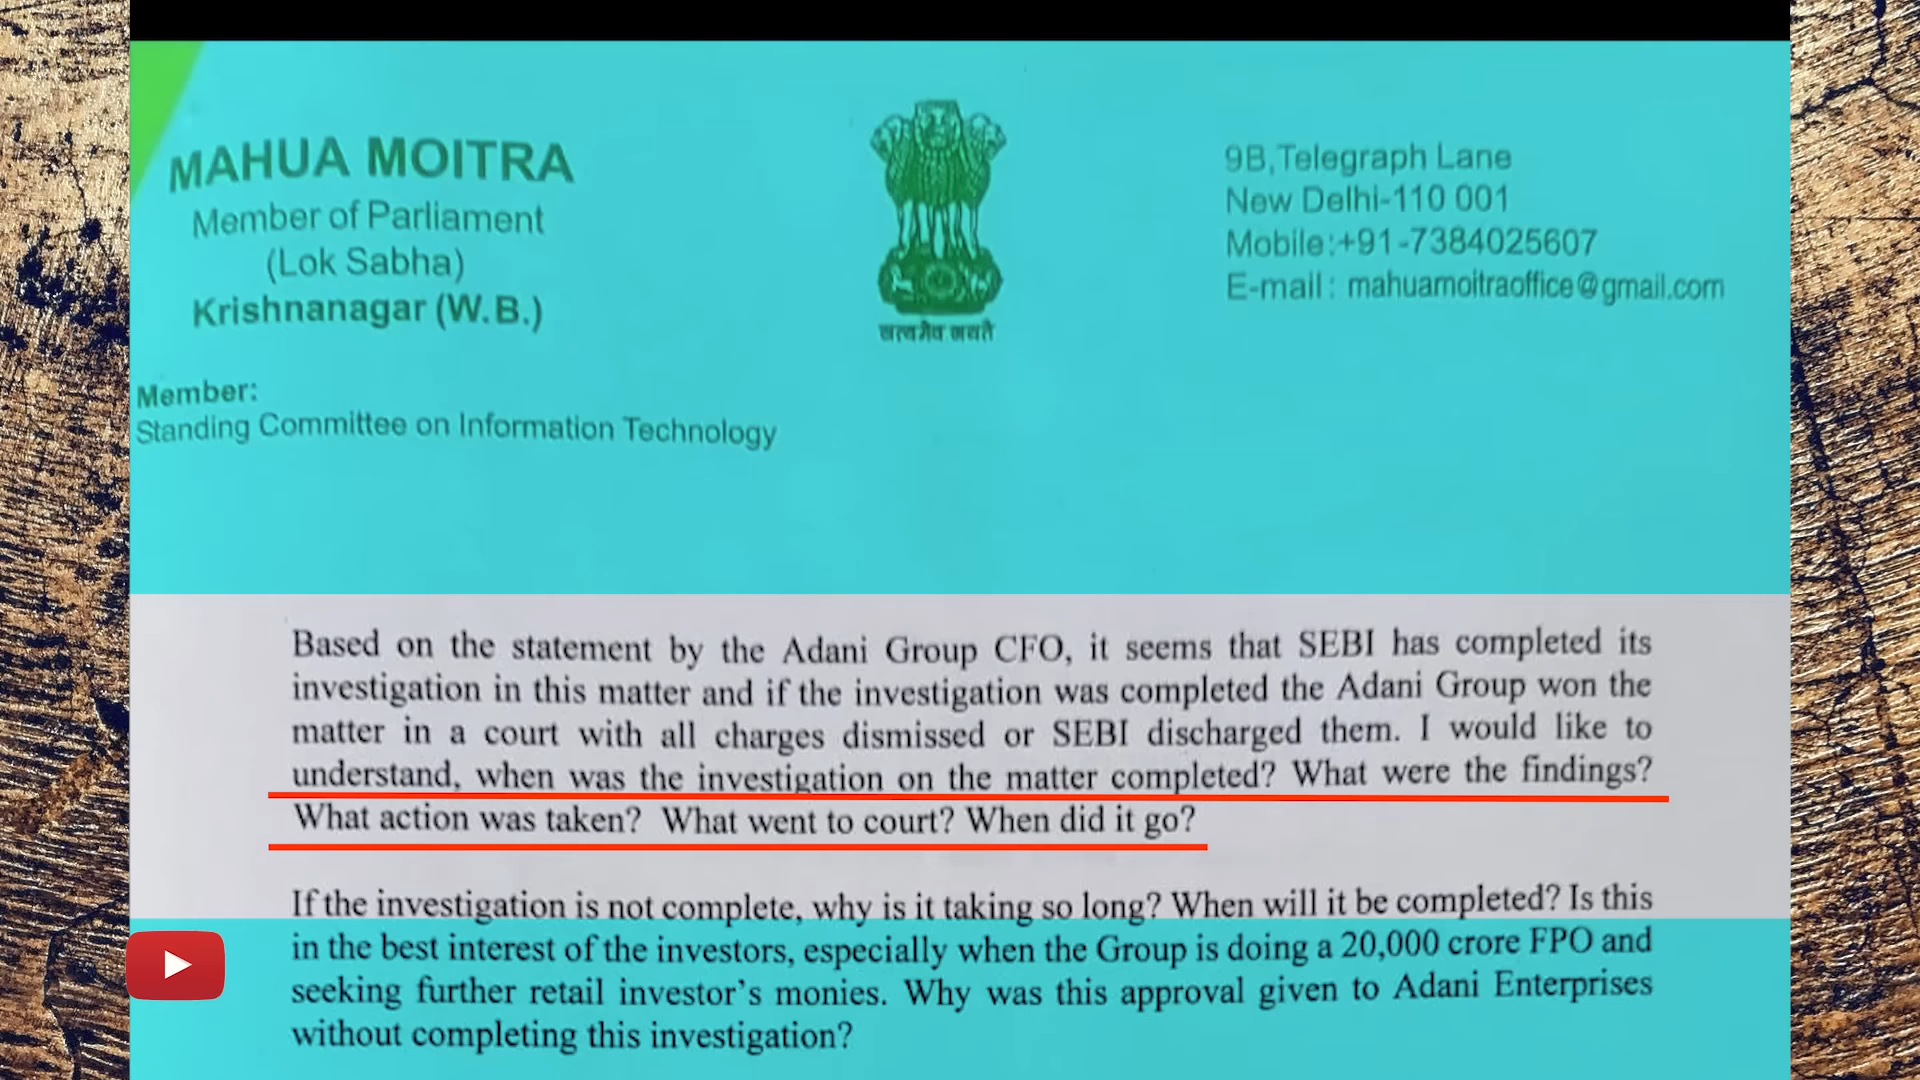 MAHUA MOITRA
Member of Parliament
(Lok Sabha)
Krishnanagar (W.B.)
Member:
Standing Committee on Information Technology
सत्यमेव जयते
9B,Telegraph Lane
New Delhi-110 001
Mobile:+91-7384025607
E-mail: mahuamoitraoffice@gmail.com
Based on the statement by the Adani Group CFO, it seems that SEBI has completed its
investigation in this matter and if the investigation was completed the Adani Group won the
matter in a court with all charges dismissed or SEBI discharged them. I would like to
understand, when was the investigation on the matter completed? What were the findings?
What action was taken? What went to court? When did it go?
If the investigation is not complete, why is it taking so long? When will it be completed? Is this
in the best interest of the investors, especially when the Group is doing a 20,000 crore FPO and
seeking further retail investor's monies. Why was this approval given to Adani Enterprises
without completing this investigation?